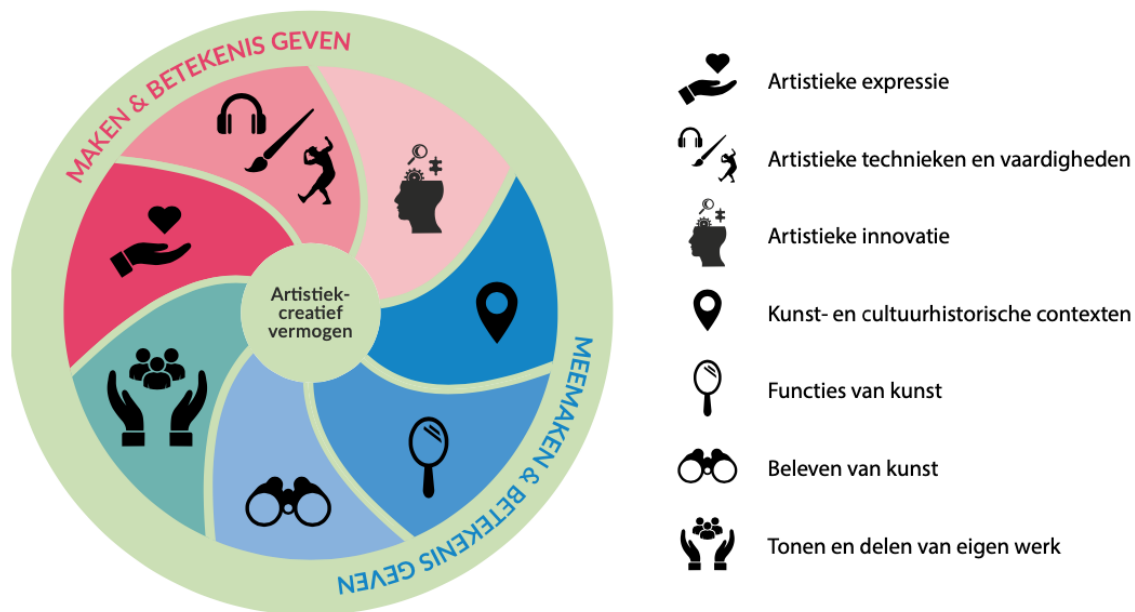 MAKEN & BETEKENIS GEVEN
Artistiek-
creatief
vermogen
MEEMAKEN & BETEKENIS GEVEN
Artistieke expressie
Artistieke technieken en vaardigheden
Artistieke innovatie
Kunst- en cultuurhistorische contexten
Functies van kunst
Beleven van kunst
Tonen en delen van eigen werk